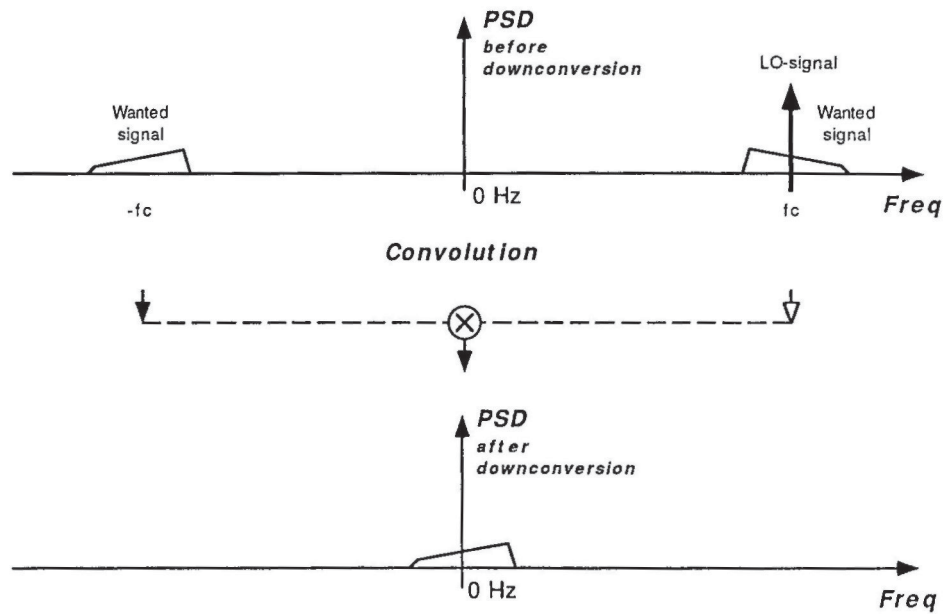 PSD
before
downconversion
LO-signal
Wanted
signal
Wanted
signal
-fc
0 Hz
fc
Freq
Convolution
PSD
after
downconversion
0 Hz
Freq